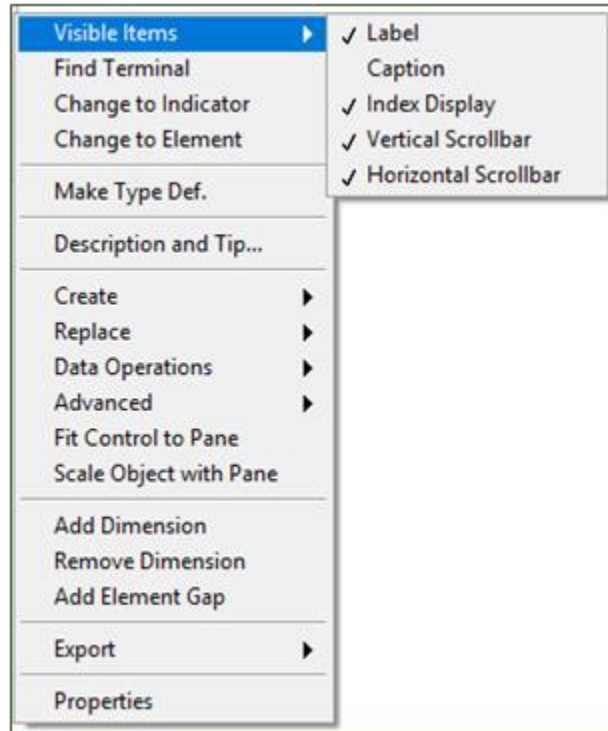 Visible Items
Find Terminal
Change to Indicator
Change to Element
Make Type Def.
Description and Tip...
Create
Replace
Data Operations
Advanced
Fit Control to Pane
Scale Object with Pane
Add Dimension
Remove Dimension
Add Element Gap
Export
Properties
Label
Caption
Index Display
Vertical Scrollbar
Horizontal Scrollbar